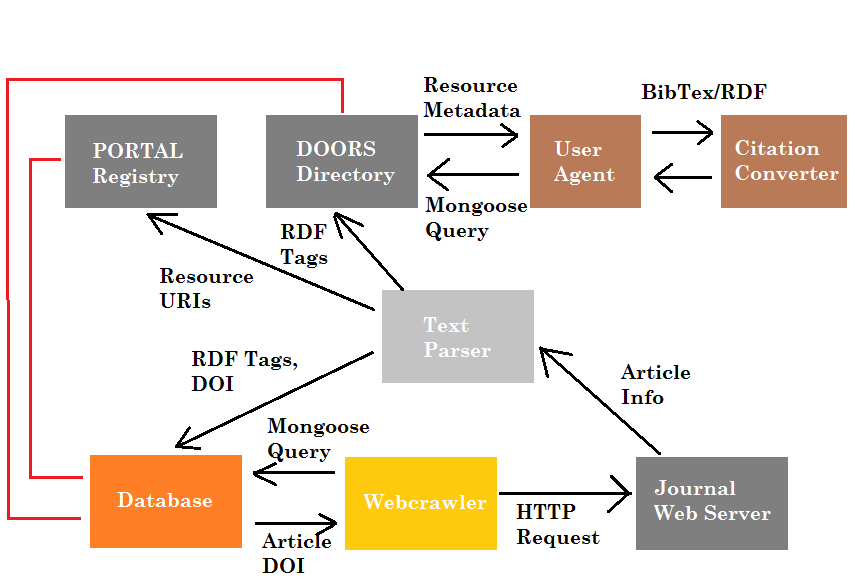 Resource
Metadata
BibTex/RDF
PORTAL
Registry
DOORS
Directory
User
Agent
Citation
Converter
Mongoose
Query
RDF
Tags
Resource
URIs
Text
Parser
RDF Tags,
DOI
Article
Info
Mongoose
Query
Database
Webcrawler
Journal
Web Server
HTTP
Request
Article
DOI